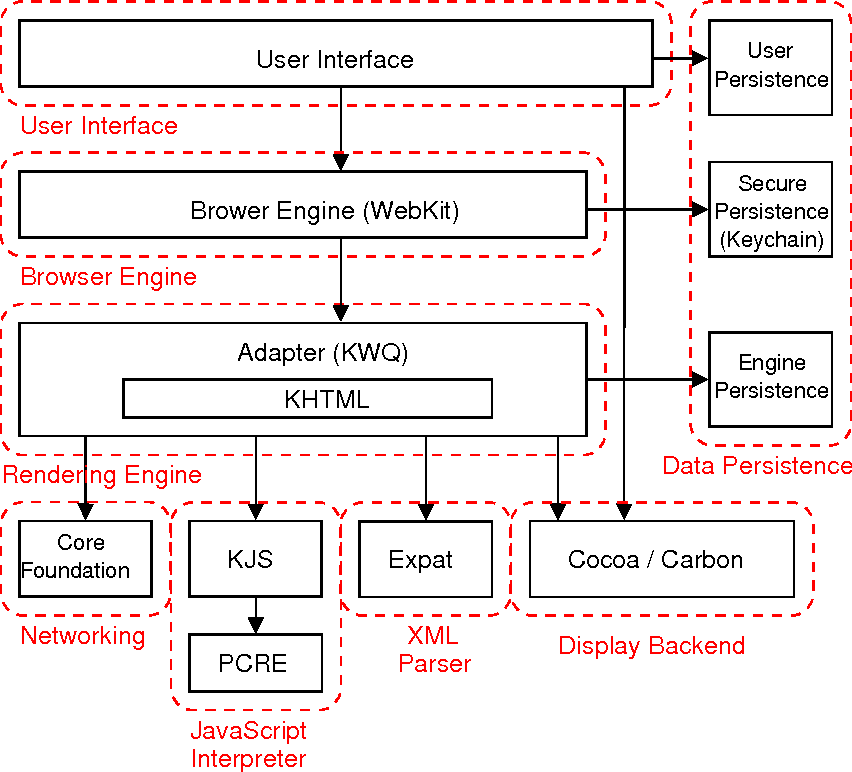 User Interface
User
Persistence
User Interface
Brower Engine (WebKit)
Secure
Persistence
(Keychain)
Browser Engine
Adapter (KWQ)
KHTML
Engine
Persistence
Rendering Engine
Data Persistence
Core
Foundation
KJS
Expat
Cocoa / Carbon
Networking
PCRE
XML
Parser
Display Backend
JavaScript
Interpreter